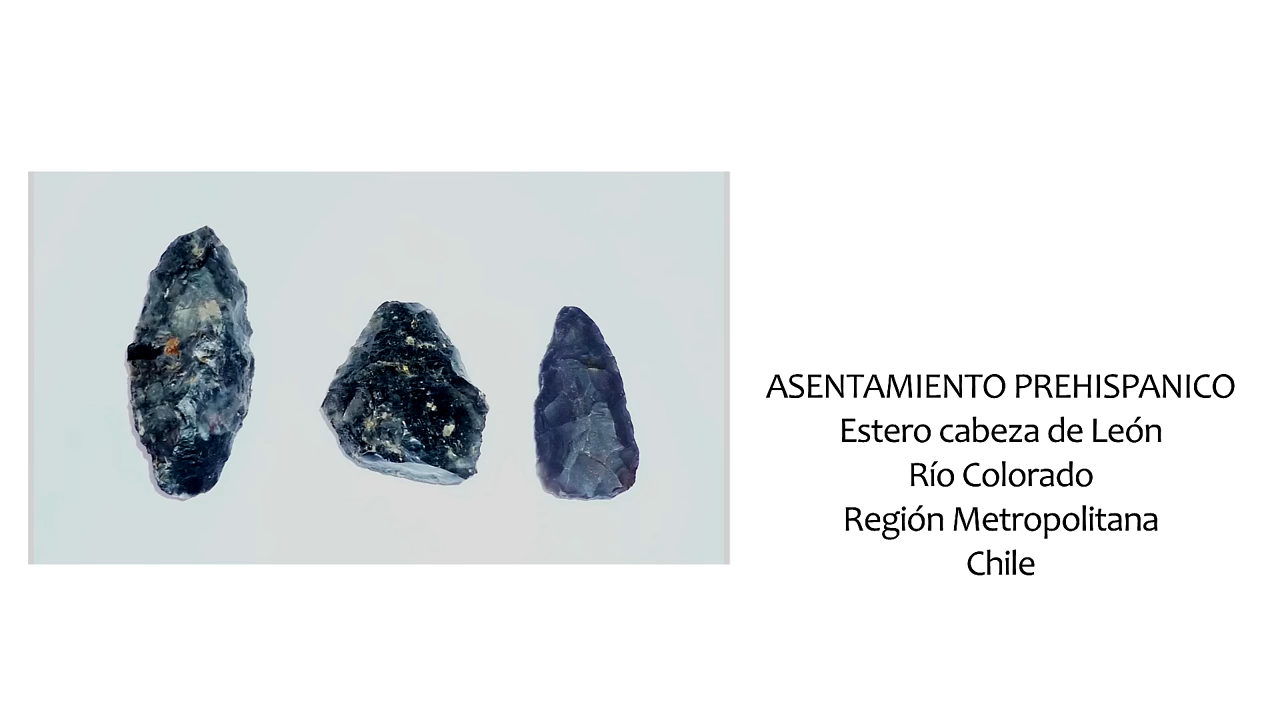 ASENTAMIENTO PREHISPANICO
Estero cabeza de León
Río Colorado
Región Metropolitana
Chile